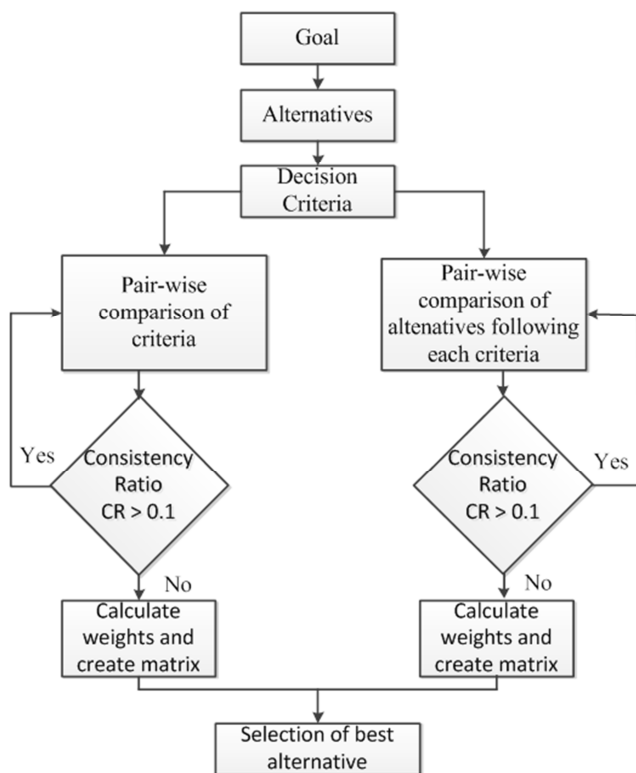 Goal
Alternatives
Decision
Criteria
Pair-wise
comparison of
criteria
Pair-wise
comparison of
altenatives following
each criteria
Yes
Consistency
Ratio
CR > 0.1
Consistency
Ratio
CR > 0.1
Yes
No
No
Calculate
weights and
create matrix
Calculate
weights and
create matrix
Selection of best
alternative